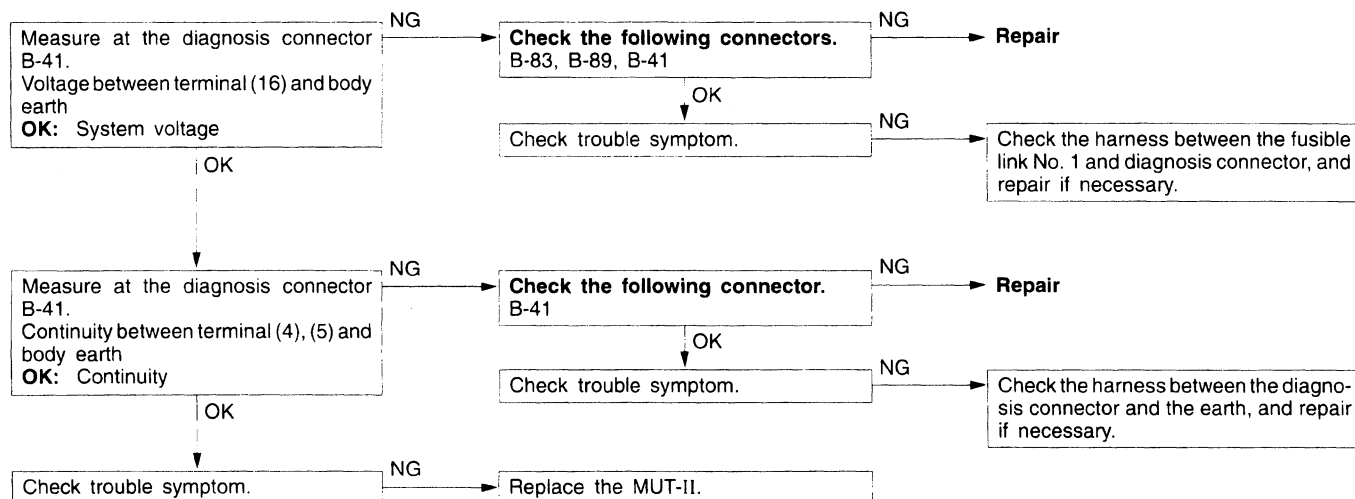 Measure at the diagnosis connector
B-41.
Voltage between terminal (16) and body
earth
OK: System voltage
NG
Check the following connectors.
B-83, B-89, B-41
NG
Repair
OK
Check trouble symptom.
NG
Check the harness between the fusible
link No. 1 and diagnosis connector, and
repair if necessary.
OK
Measure at the diagnosis connector
B-41.
Continuity between terminal (4), (5) and
body earth
OK: Continuity
NG
Check the following connector.
B-41
NG
Repair
OK
Check trouble symptom.
NG
Check the harness between the diagno-
sis connector and the earth, and repair
if necessary.
OK
Check trouble symptom.
NG
Replace the MUT-II.